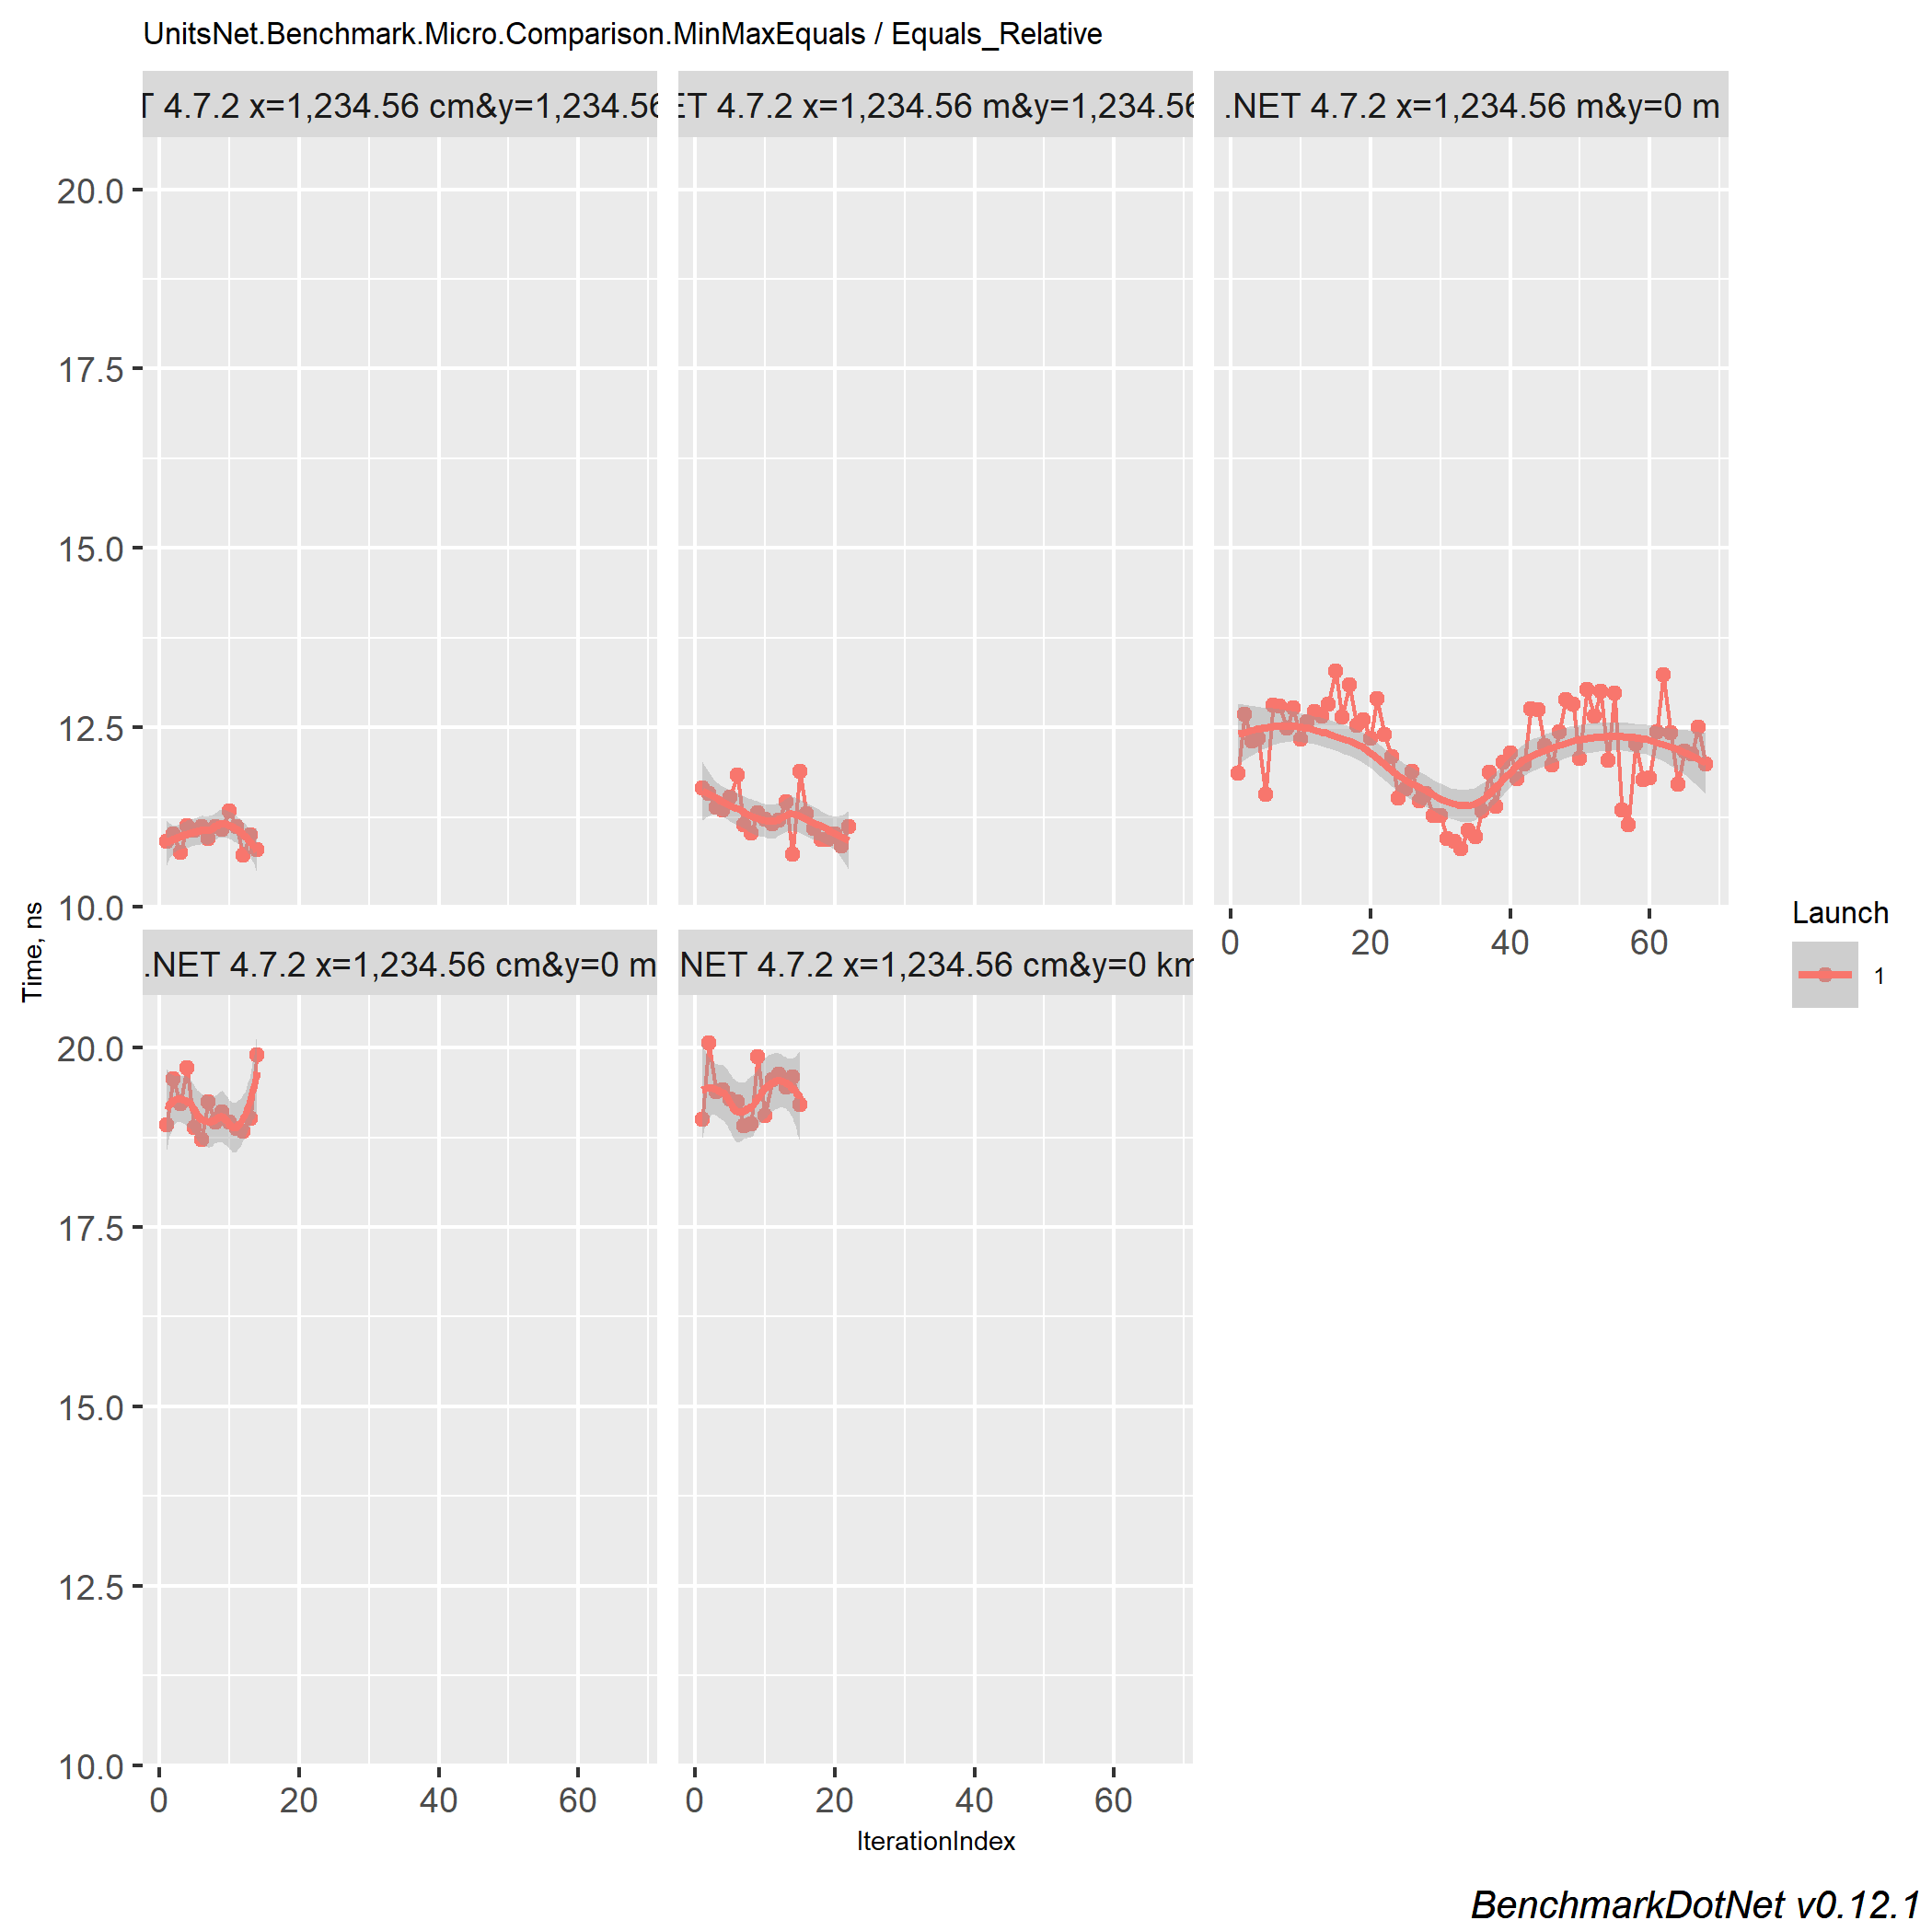 UnitsNet.Benchmark.Micro.Comparison.MinMaxEquals / Equals_Relative
4.7.2 x=1,234.56 cm&y=1,234.56
4.7.2 x=1,234.56 m&y=1,234.56
.NET 4.7.2 x=1,234.56 m&y=0 m
20.0
17.5
15.0
12.5
10.0
0 20 40 60
.NET 4.7.2 x=1,234.56 cm&y=0 m
NET 4.7.2 x=1,234.56 cm&y=0 km
20.0
17.5
15.0
12.5
10.0
0 20 40 60
0 20 40 60
Time, ns
IterationIndex
Launch
1
BenchmarkDotNet v0.12.1